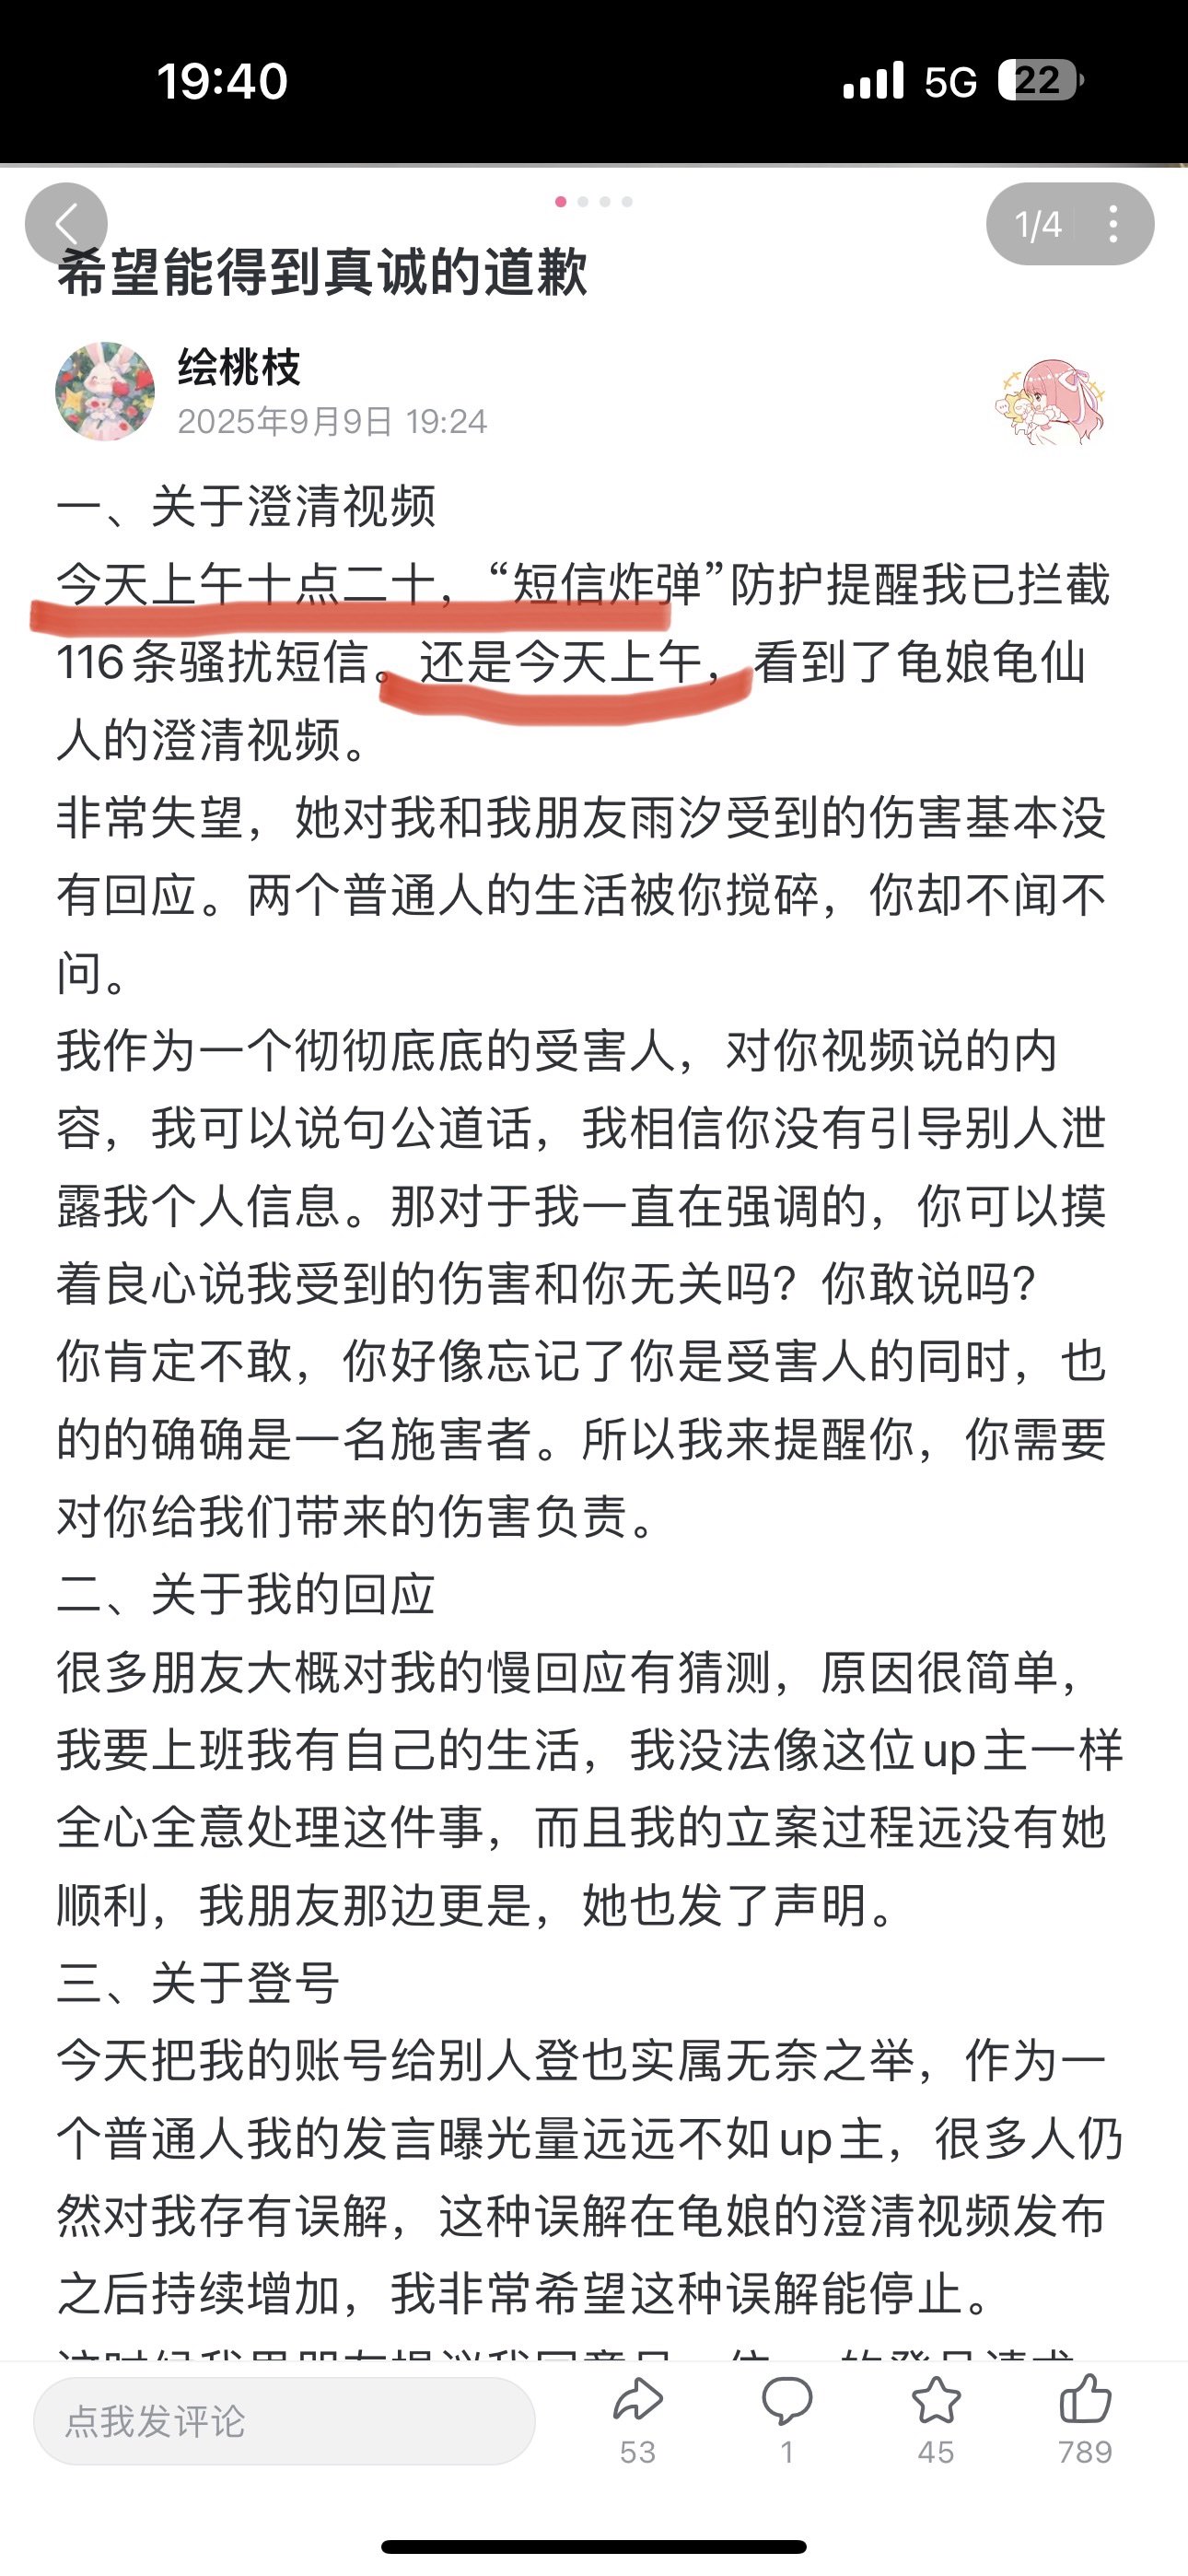 19:40
5G 22
1/4
希望能得到真诚的道歉
绘桃枝
2025年9月9日 19:24
一、关于澄清视频
今天上午十点二十，“短信炸弹”防护提醒我已拦截
116条骚扰短信。还是今天上午，看到了龟娘龟仙
人的澄清视频。
非常失望，她对我和我朋友雨汐受到的伤害基本没
有回应。两个普通人的生活被你搅碎，你却不闻不
问。
我作为一个彻彻底底的受害人，对你视频说的内
容，我可以说句公道话，我相信你没有引导别人泄
露我个人信息。那对于我一直在强调的，你可以摸
着良心说我受到的伤害和你无关吗？你敢说吗？
你肯定不敢，你好像忘记了你是受害人的同时，也
的的确确是一名施害者。所以我来提醒你，你需要
对你给我们带来的伤害负责。
二、关于我的回应
很多朋友大概对我的慢回应有猜测，原因很简单，
我要上班我有自己的生活，我没法像这位up主一样
全心全意处理这件事，而且我的立案过程远没有她
顺利，我朋友那边更是，她也发了声明。
三、关于登号
今天把我的账号给别人登也实属无奈之举，作为一
个普通人我的发言曝光量远远不如up主，很多人仍
然对我存有误解，这种误解在龟娘的澄清视频发布
之后持续增加，我非常希望这种误解能停止。
点我发评论
53
1
45
789